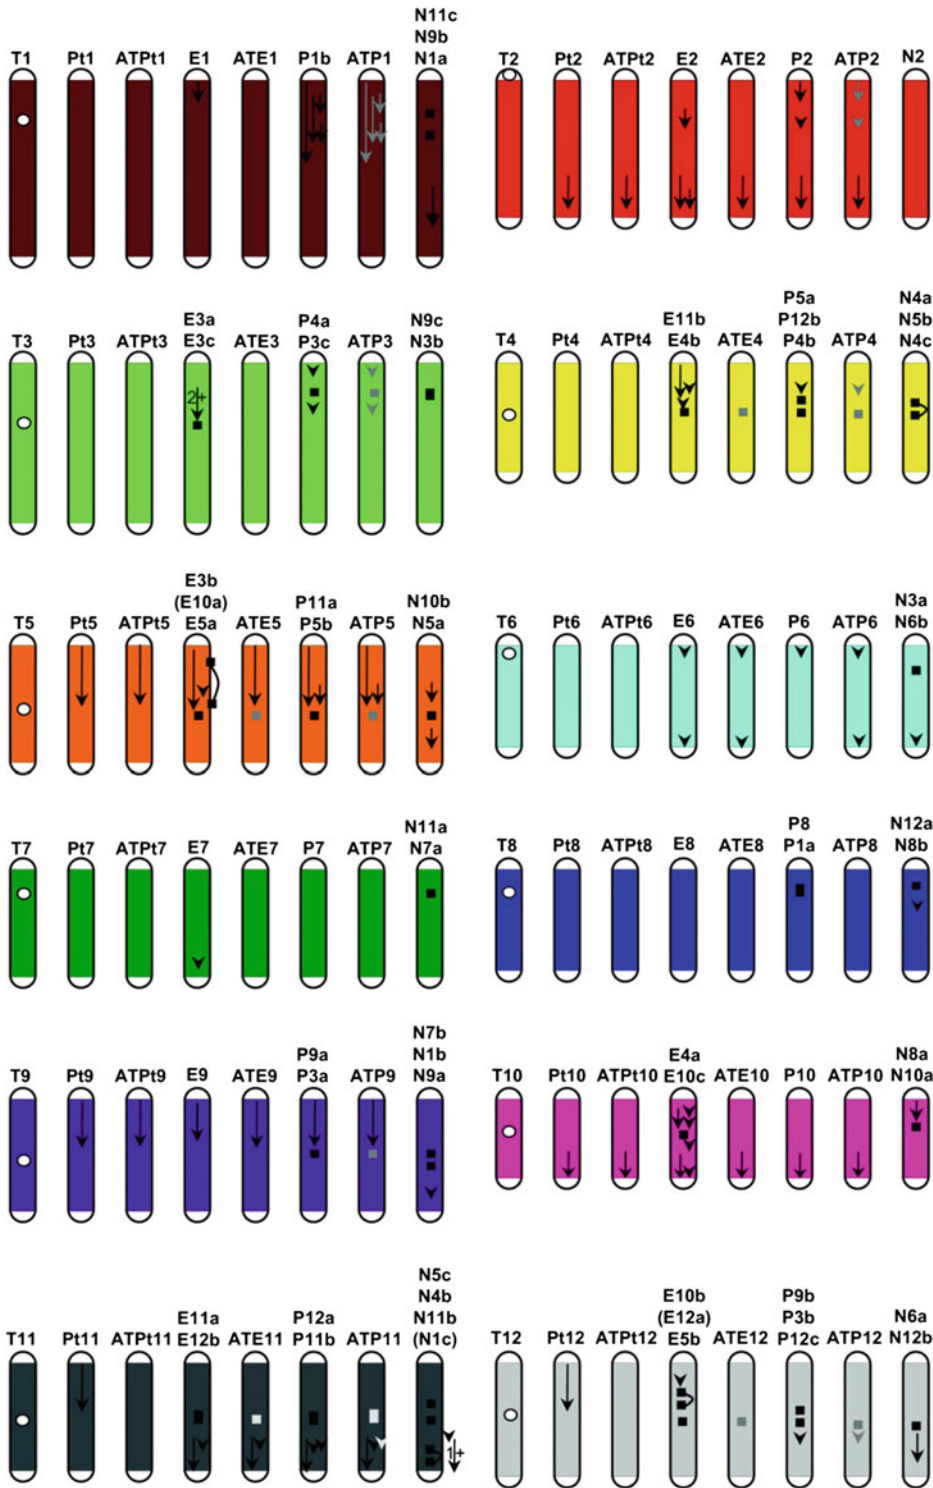 N11c
N9b
T1 Pt1 ATPt1 E1 ATE1 P1b ATP1 N1a
T2 Pt2 ATPt2 E2 ATE2 P2 ATP2 N2
E3a P4a N9c
T3 Pt3 ATPt3 E3c ATE3 P3c ATP3 N3b
2+
P5a N4a
E11b P12b N5b
T4 Pt4 ATPt4 E4b ATE4 P4b ATP4 N4c
E3b
(E10a) P11a N10b
T5 Pt5 ATPt5 E5a ATE5 P5b ATP5 N5a
N3a
T6 Pt6 ATPt6 E6 ATE6 P6 ATP6 N6b
N11a
T7 Pt7 ATPt7 E7 ATE7 P7 ATP7 N7a
P8 N12a
T8 Pt8 ATPt8 E8 ATE8 P1a ATP8 N8b
N7b
P9a N1b
T9 Pt9 ATPt9 E9 ATE9 P3a ATP9 N9a
E4a N8a
T10 Pt10 ATPt10 E10c ATE10 P10 ATP10 N10a
N5c
N4b
E11a P12a N11b
T11 Pt11 ATPt11 E12b ATE11 P11b ATP11 (N1c)
1+
E10b P9b
(E12a) P3b N6a
T12 Pt12 ATPt12 E5b ATE12 P12c ATP12 N12b